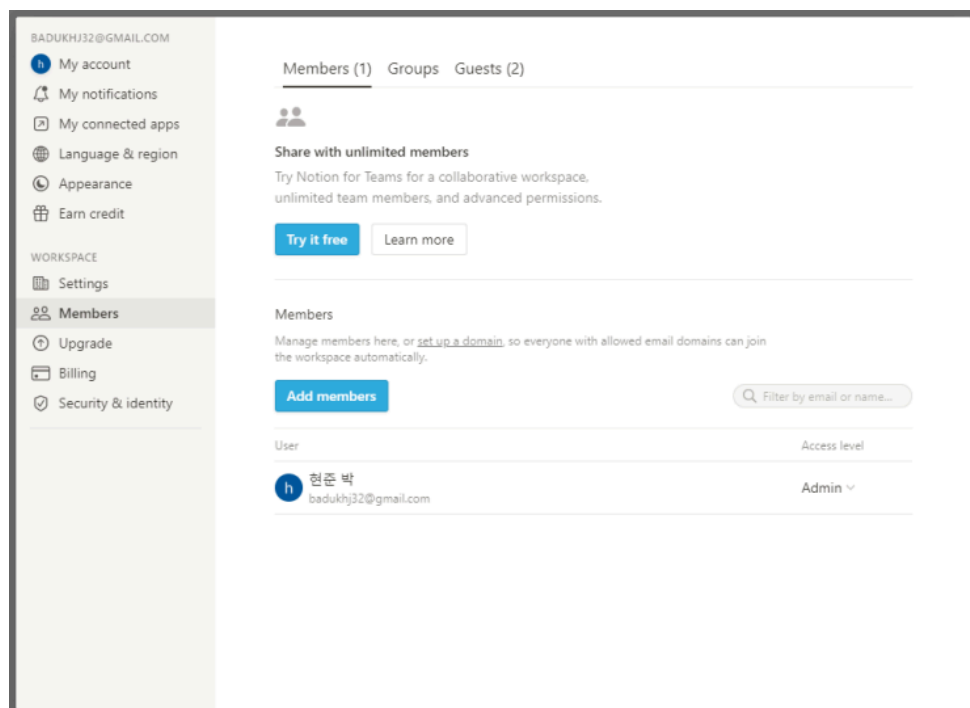 BADUKHJ32@GMAIL.COM
h My account
My notifications
My connected apps
Language & region
Appearance
Earn credit
WORKSPACE
Settings
Members
Upgrade
Billing
Security & identity
Members (1) Groups Guests (2)
Share with unlimited members
Try Notion for Teams for a collaborative workspace,
unlimited team members, and advanced permissions.
Try it free Learn more
Members
Manage members here, or set up a domain, so everyone with allowed email domains can join
the workspace automatically.
Add members Filter by email or name...
User Access level
h 현준 박 Admin
badukhj32@gmail.com